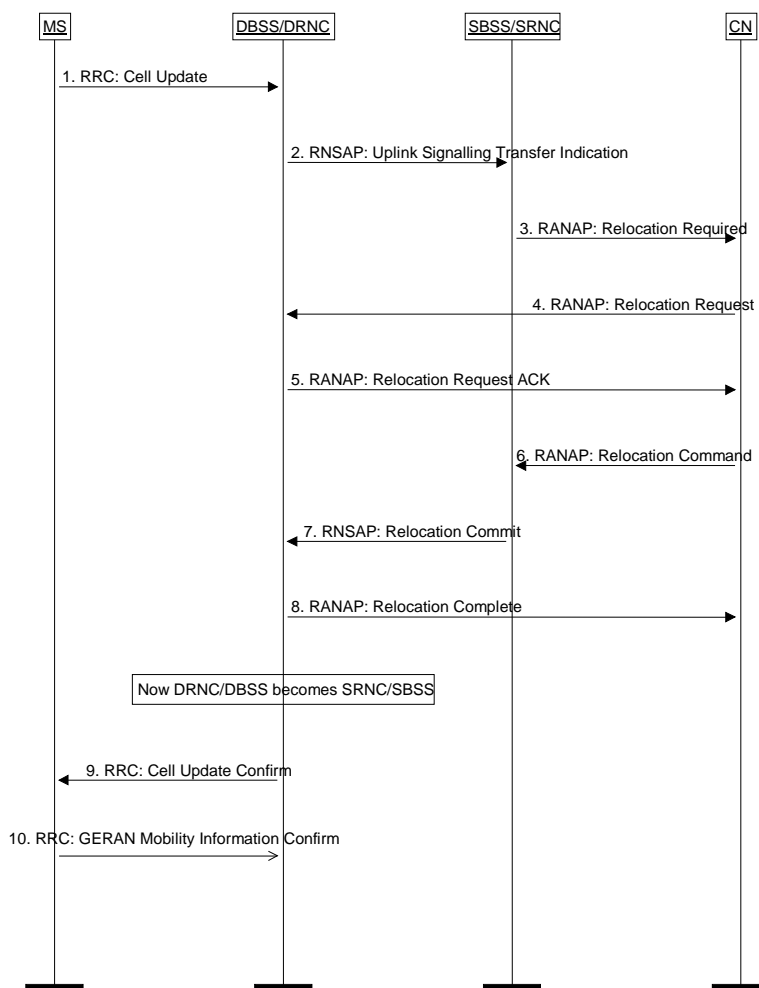 MS
DBSS/DRNC
SBSS/SRNC
CN
1. RRC: Cell Update
2. RNSAP: Uplink Signalling Transfer Indication
3. RANAP: Relocation Required
4. RANAP: Relocation Request
5. RANAP: Relocation Request ACK
6. RANAP: Relocation Command
7. RNSAP: Relocation Commit
8. RANAP: Relocation Complete
Now DRNC/DBSS becomes SRNC/SBSS
9. RRC: Cell Update Confirm
10. RRC: GERAN Mobility Information Confirm